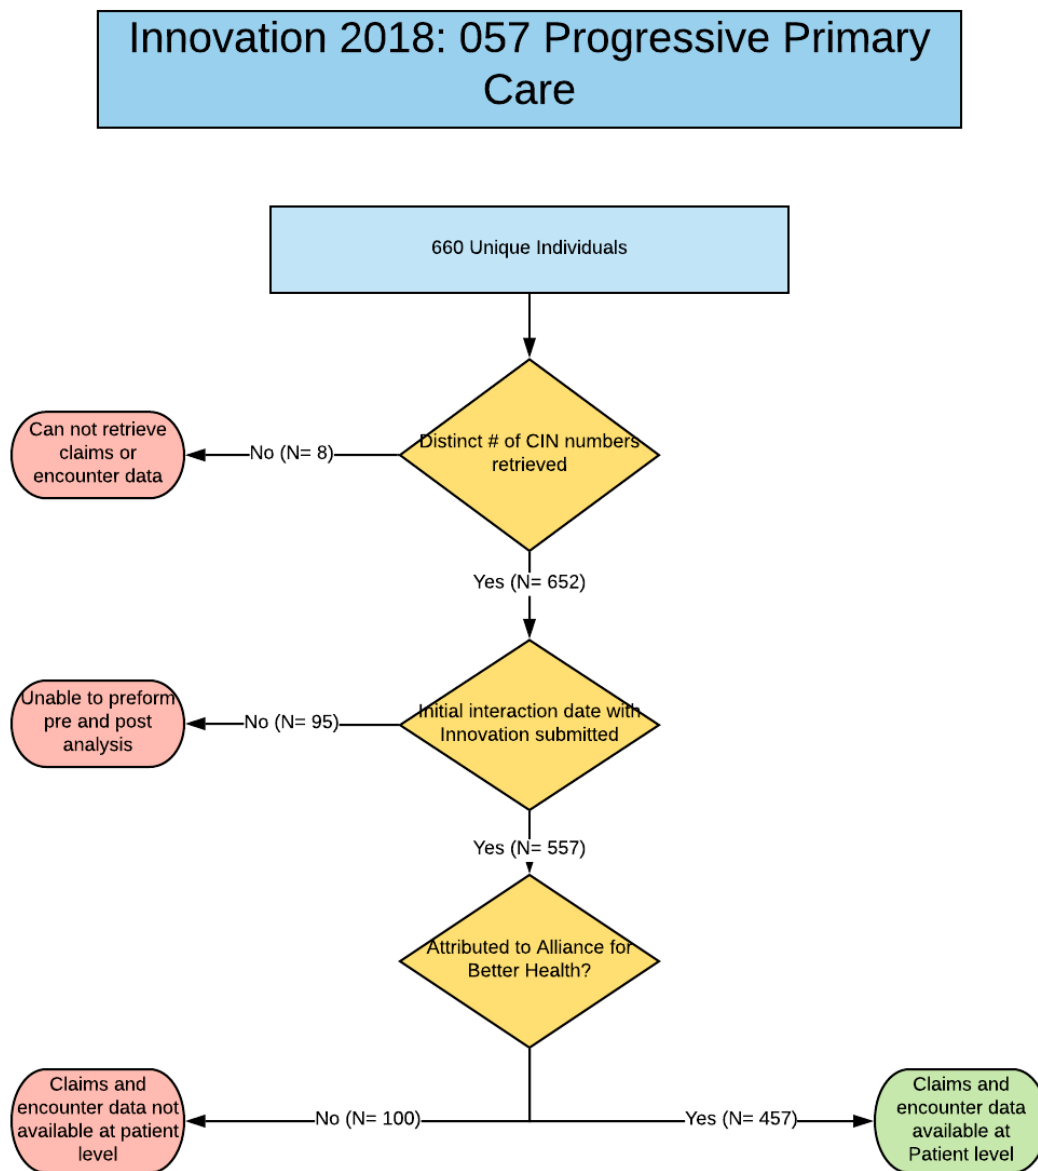 Innovation 2018: 057 Progressive Primary
Care
660 Unique Individuals
Distinct # of CIN numbers
retrieved
No (N= 8)
Can not retrieve
claims or
encounter data
Yes (N= 652)
Initial interaction date with
Innovation submitted
No (N= 95)
Unable to preform
pre and post
analysis
Yes (N= 557)
Attributed to Alliance for
Better Health?
No (N= 100)
Claims and
encounter data not
available at patient
level
Yes (N= 457)
Claims and
encounter data
available at
Patient level